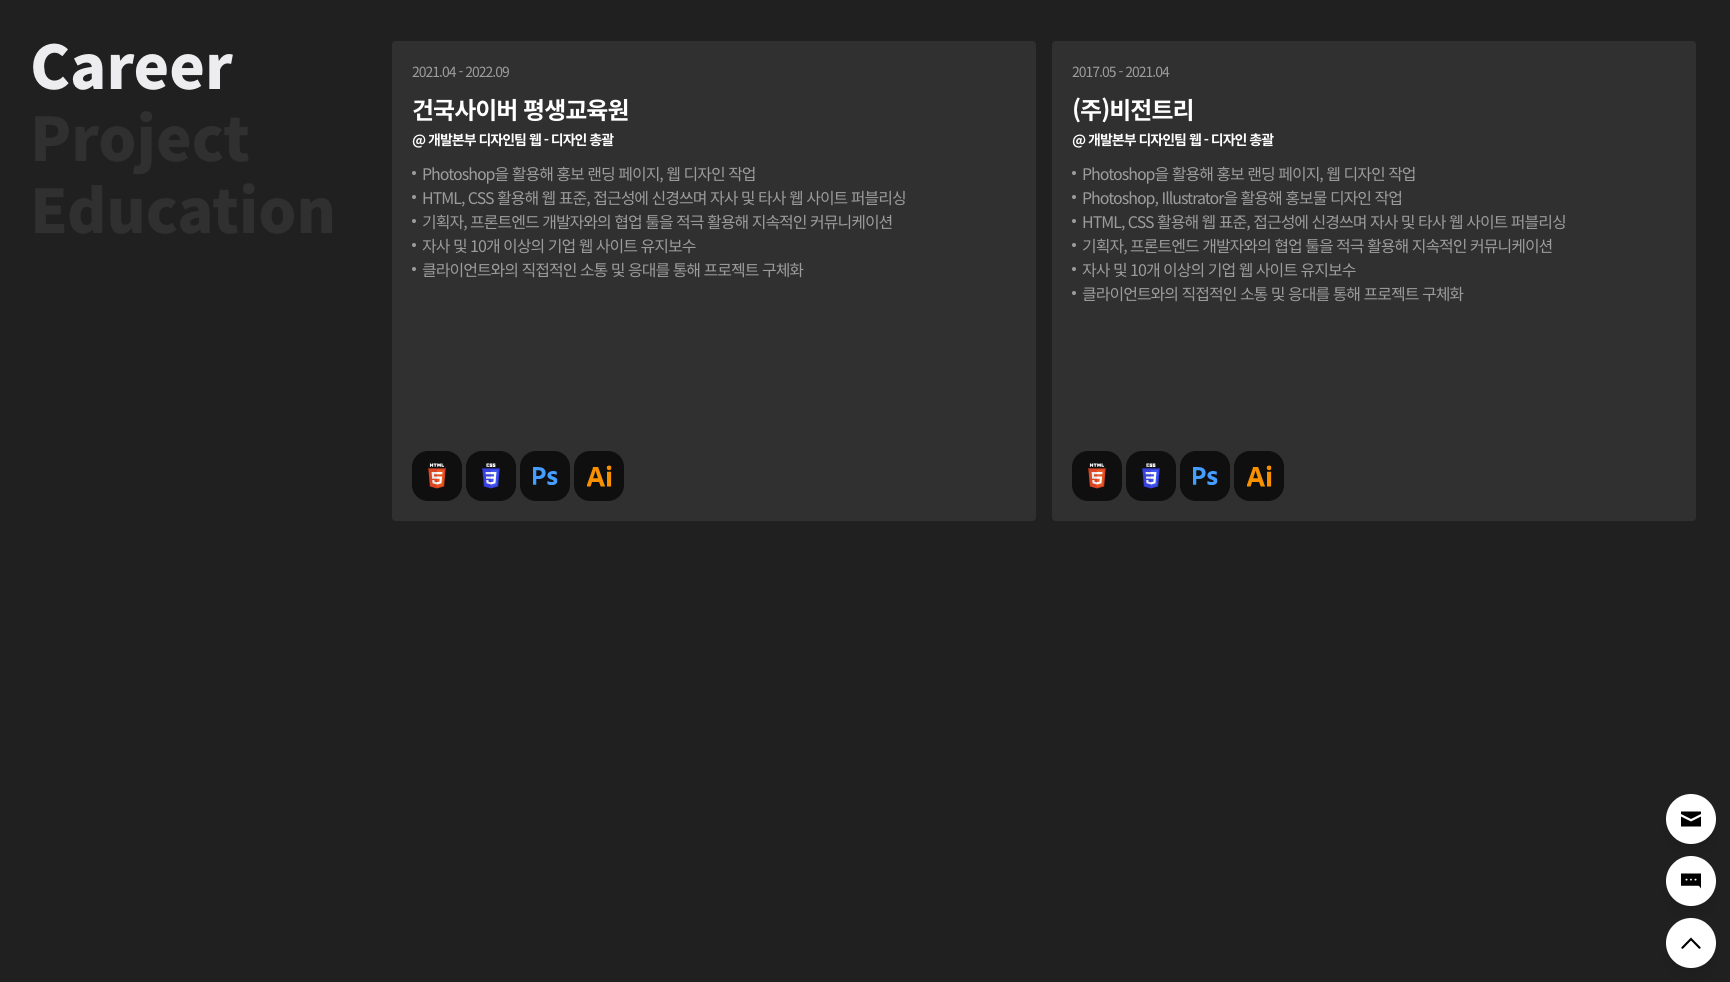 Career
Project
Education
2021.04 - 2022.09
건국사이버 평생교육원
@ 개발본부 디자인팀 웹 - 디자인 총괄
• Photoshop을 활용해 홍보 랜딩 페이지, 웹 디자인 작업
• HTML, CSS 활용해 웹 표준, 접근성에 신경쓰며 자사 및 타사 웹 사이트 퍼블리싱
• 기획자, 프론트엔드 개발자와의 협업 툴을 적극 활용해 지속적인 커뮤니케이션
• 자사 및 10개 이상의 기업 웹 사이트 유지보수
• 클라이언트와의 직접적인 소통 및 응대를 통해 프로젝트 구체화
HTML 5 CSS 3 Ps Ai
2017.05 - 2021.04
(주)비전트리
@ 개발본부 디자인팀 웹 - 디자인 총괄
• Photoshop을 활용해 홍보 랜딩 페이지, 웹 디자인 작업
• Photoshop, Illustrator을 활용해 홍보물 디자인 작업
• HTML, CSS 활용해 웹 표준, 접근성에 신경쓰며 자사 및 타사 웹 사이트 퍼블리싱
• 기획자, 프론트엔드 개발자와의 협업 툴을 적극 활용해 지속적인 커뮤니케이션
• 자사 및 10개 이상의 기업 웹 사이트 유지보수
• 클라이언트와의 직접적인 소통 및 응대를 통해 프로젝트 구체화
HTML 5 CSS 3 Ps Ai